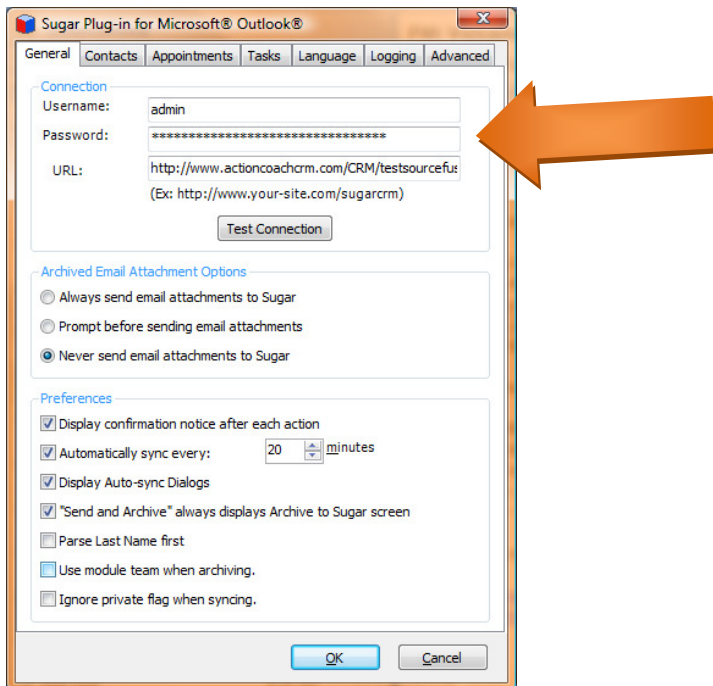 Sugar Plug-in for Microsoft® Outlook®
General Contacts Appointments Tasks Language Logging Advanced
Connection
Username: admin
Password: ********************************
URL: http://www.actioncoachcrm.com/CRM/testsourcefus
(Ex: http://www.your-site.com/sugarcrm)
Test Connection
Archived Email Attachment Options
Always send email attachments to Sugar
Prompt before sending email attachments
Never send email attachments to Sugar
Preferences
Display confirmation notice after each action
Automatically sync every: 20 minutes
Display Auto-sync Dialogs
"Send and Archive" always displays Archive to Sugar screen
Parse Last Name first
Use module team when archiving.
Ignore private flag when syncing.
OK Cancel